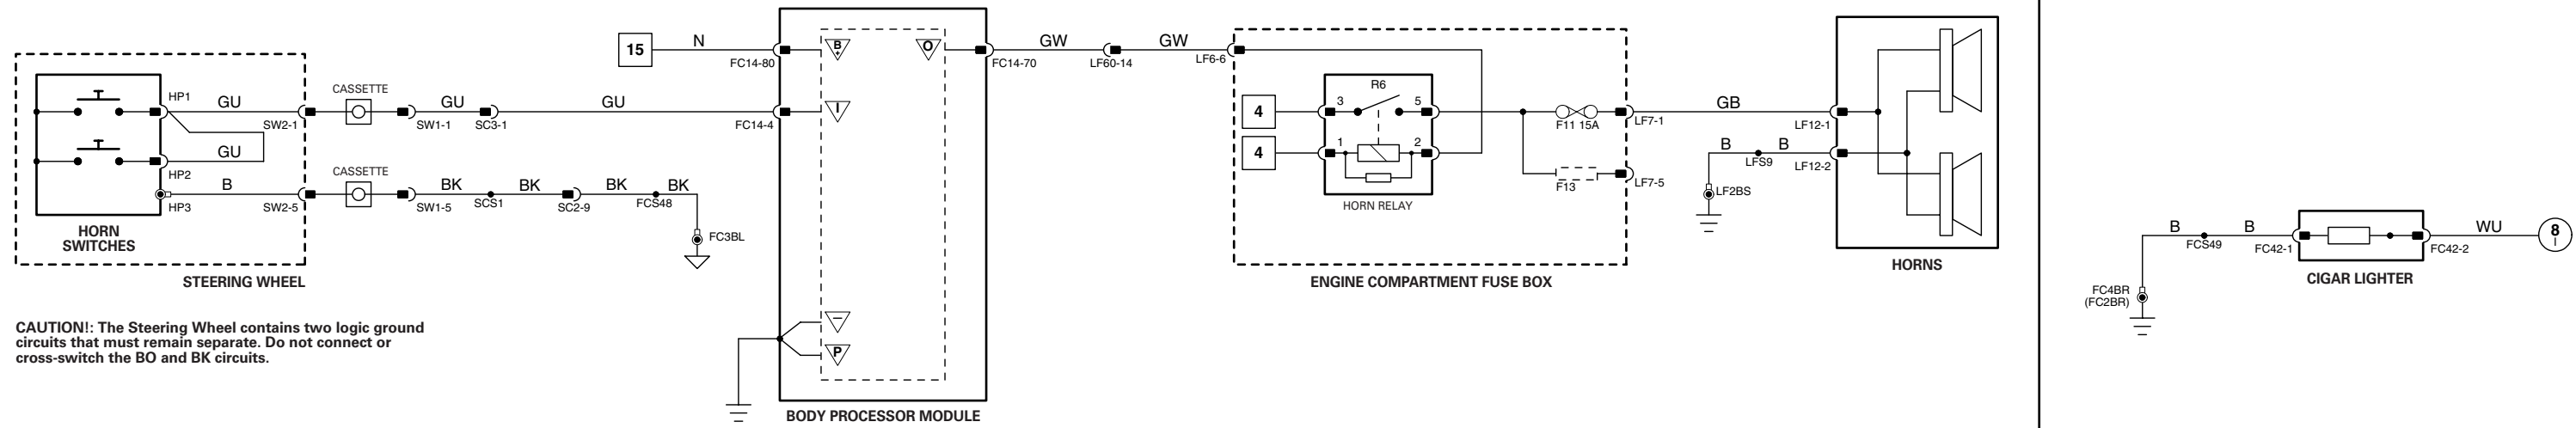 15
N
FC14-80
B
+
O
FC14-70
GW
LF60-14
GW
LF6-6
HP1
GU
CASSETTE
SW2-1
GU
SW1-1
SC3-1
GU
FC14-4
I
HP2
GU
B
HP3
SW2-5
CASSETTE
BK
SW1-5
SCS1
BK
SC2-9
BK
FCS48
BK
FC3BL
HORN
SWITCHES
STEERING WHEEL
CAUTION!: The Steering Wheel contains two logic ground
circuits that must remain separate. Do not connect or
cross-switch the BO and BK circuits.
–
P
BODY PROCESSOR MODULE
4
4
R6
3
5
1
2
HORN RELAY
F11 15A
F13
LF7-1
LF7-5
ENGINE COMPARTMENT FUSE BOX
GB
LF12-1
B
LFS9
B
LF12-2
LF2BS
HORNS
B
FCS49
B
FC42-1
FC42-2
WU
8
I
CIGAR LIGHTER
FC4BR
(FC2BR)